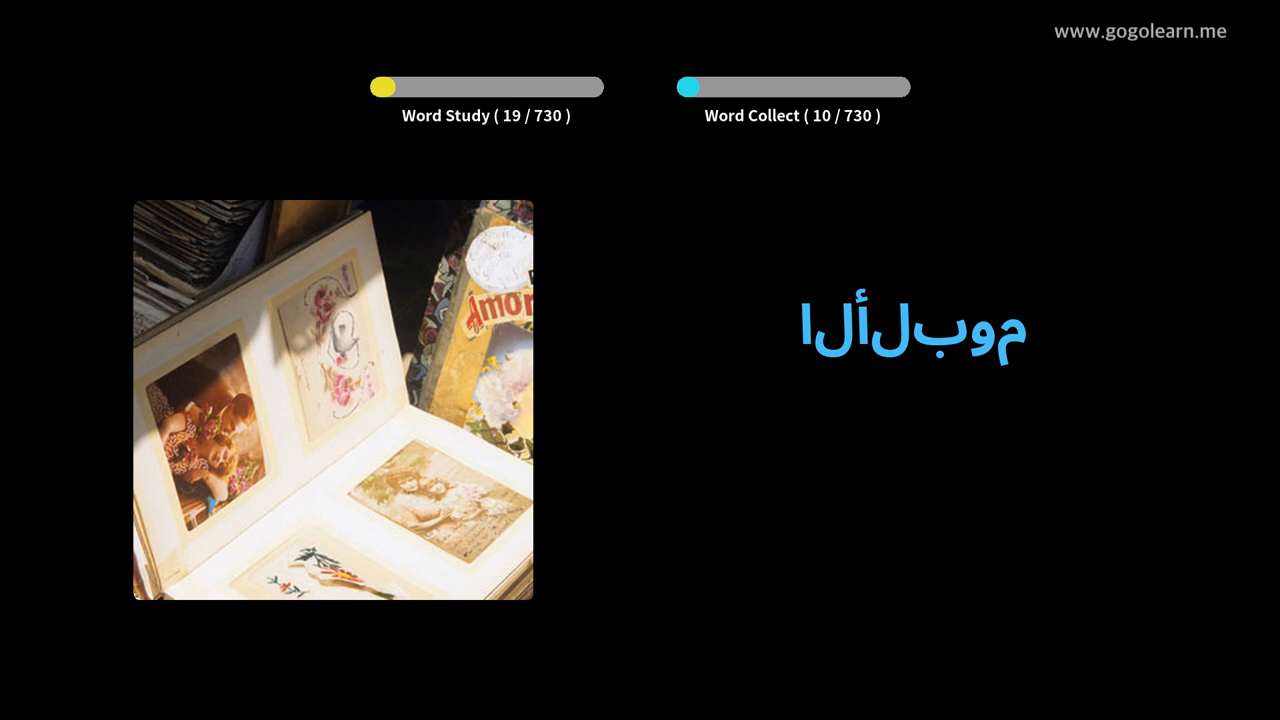 www.gogolearn.me
Word Study ( 19 / 730 )
Word Collect ( 10 / 730 )
الألبوم
Amor